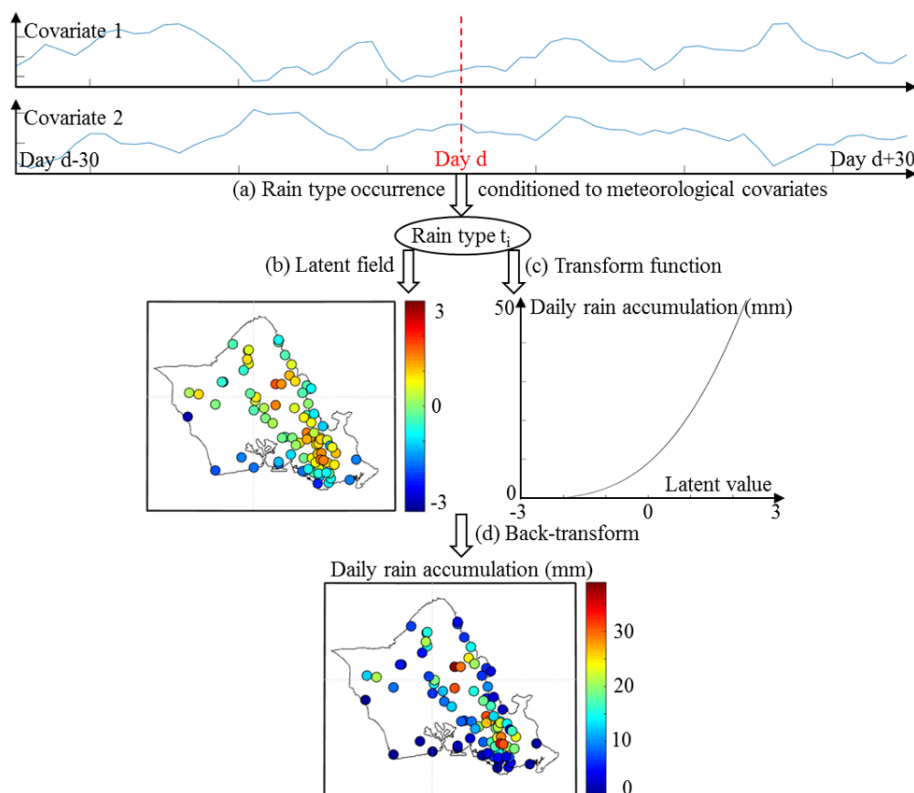 Covariate 1
Covariate 2
Day d-30
Day d
Day d+30
(a) Rain type occurrence conditioned to meteorological covariates
Rain type tᵢ
(b) Latent field
(c) Transform function
3
0
-3
50
Daily rain accumulation (mm)
0
Latent value
-3
0
3
(d) Back-transform
Daily rain accumulation (mm)
30
20
10
0